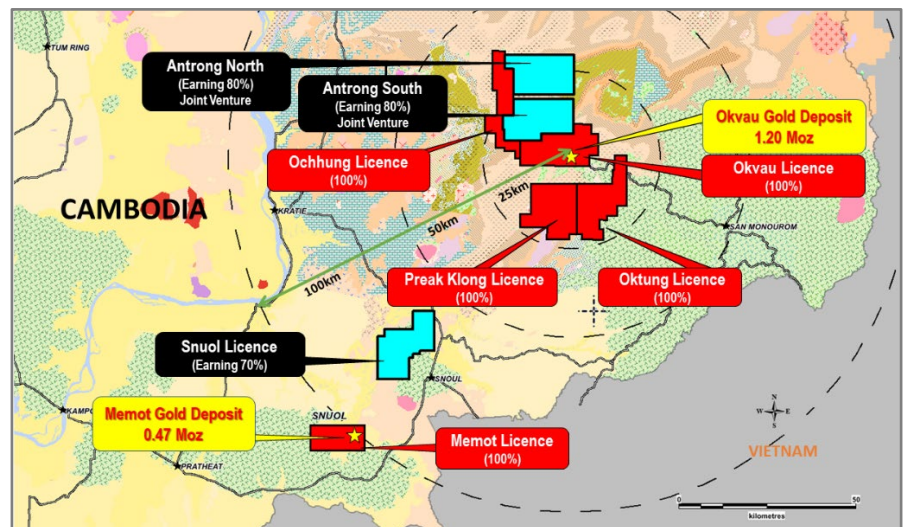 TUM RING
Antrong North
(Earning 80%)
Joint Venture
Antrong South
(Earning 80%)
Joint Venture
Okvau Gold Deposit
1.20 Moz
Ochhung Licence
(100%)
Okvau Licence
(100%)
CAMBODIA
KRATIE
25km
50km
100km
SAN MONOUROM
Preak Klong Licence
(100%)
Oktung Licence
(100%)
Snuol Licence
(Earning 70%)
SNOUL
KAMPO
Memot Gold Deposit
0.47 Moz
SNUOL
Memot Licence
(100%)
PRATHEAT
N
W E
S
VIETNAM
0 50
kilometres